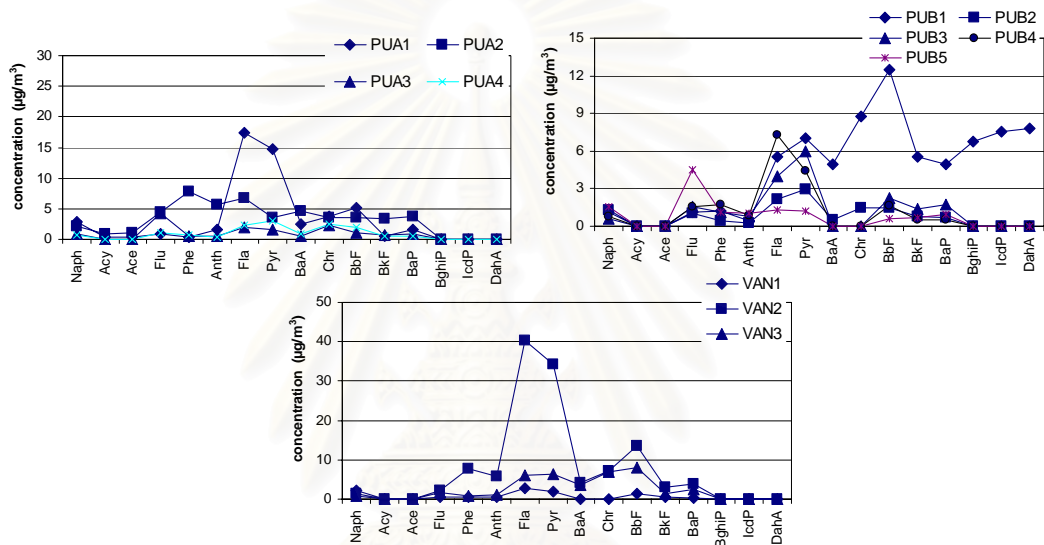 PUA1 PUA2
PUA3 PUA4
concentration (µg/m³)
30
25
20
15
10
5
0
Naph Acy Ace Flu Phe Anth Fla Pyr BaA Chr BbF BkF BaP BghiP IcdP DahA
PUB1 PUB2
PUB3 PUB4
PUB5
concentration (µg/m³)
15
12
9
6
3
0
Naph Acy Ace Flu Phe Anth Fla Pyr BaA Chr BbF BkF BaP BghiP IcdP DahA
VAN1
VAN2
VAN3
concentration (µg/m³)
50
40
30
20
10
0
Naph Acy Ace Flu Phe Anth Fla Pyr BaA Chr BbF BkF BaP BghiP IcdP DahA